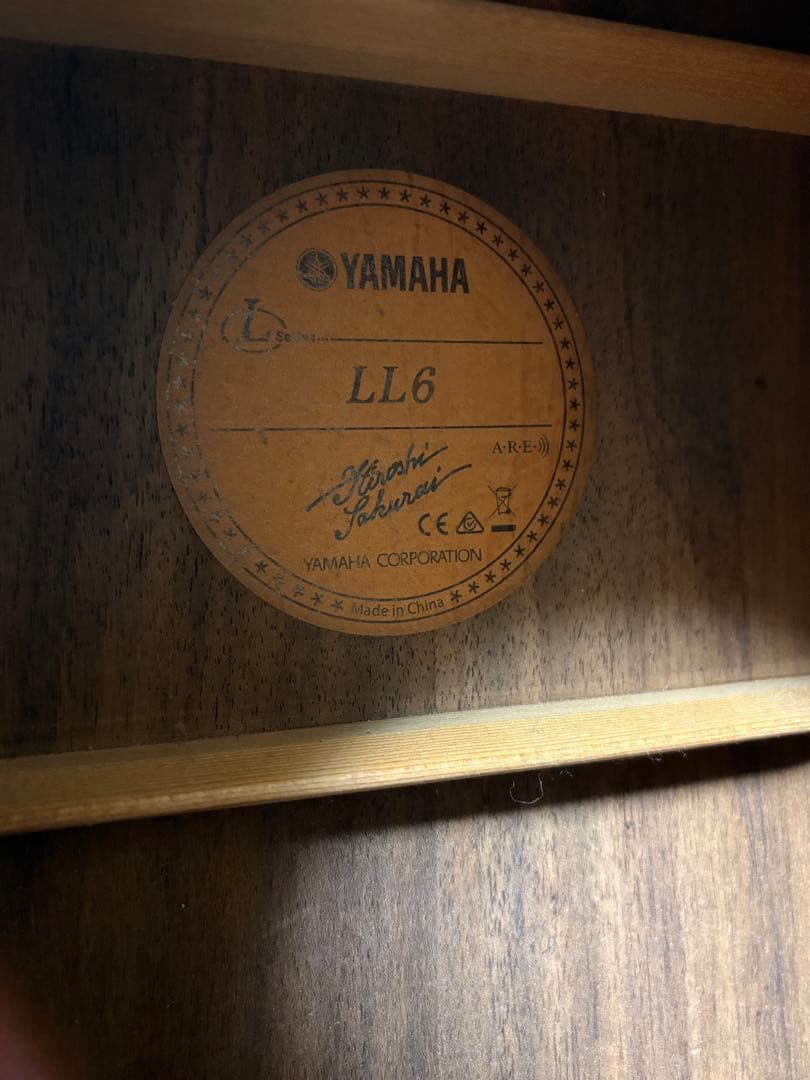 YAMAHA
L Series
LL6
A·R·E
Hiroshi
Sakurai
CE
YAMAHA CORPORATION
Made in China